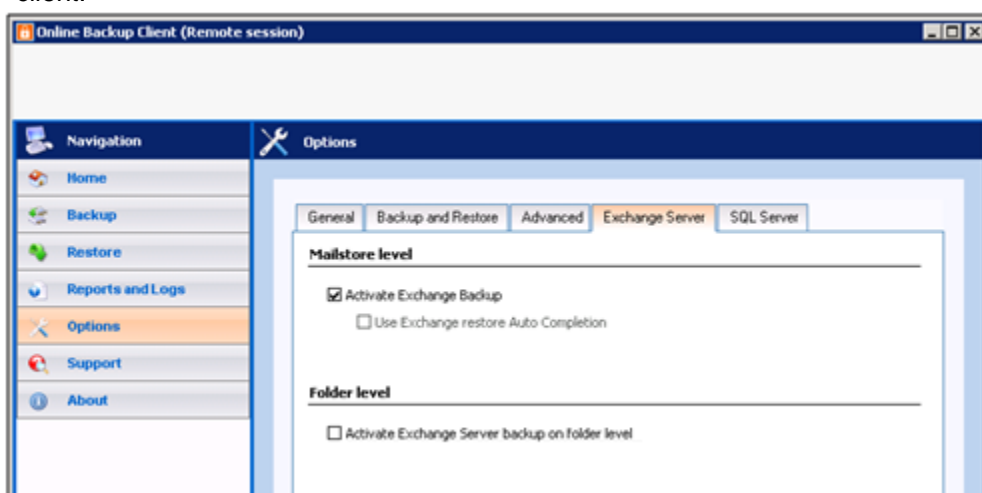 client.
Online Backup Client (Remote session)
Navigation
Options
Home
Backup
Restore
Reports and Logs
Options
Support
About
General Backup and Restore Advanced Exchange Server SQL Server
Mailstore level
Activate Exchange Backup
Use Exchange restore Auto Completion
Folder level
Activate Exchange Server backup on folder level